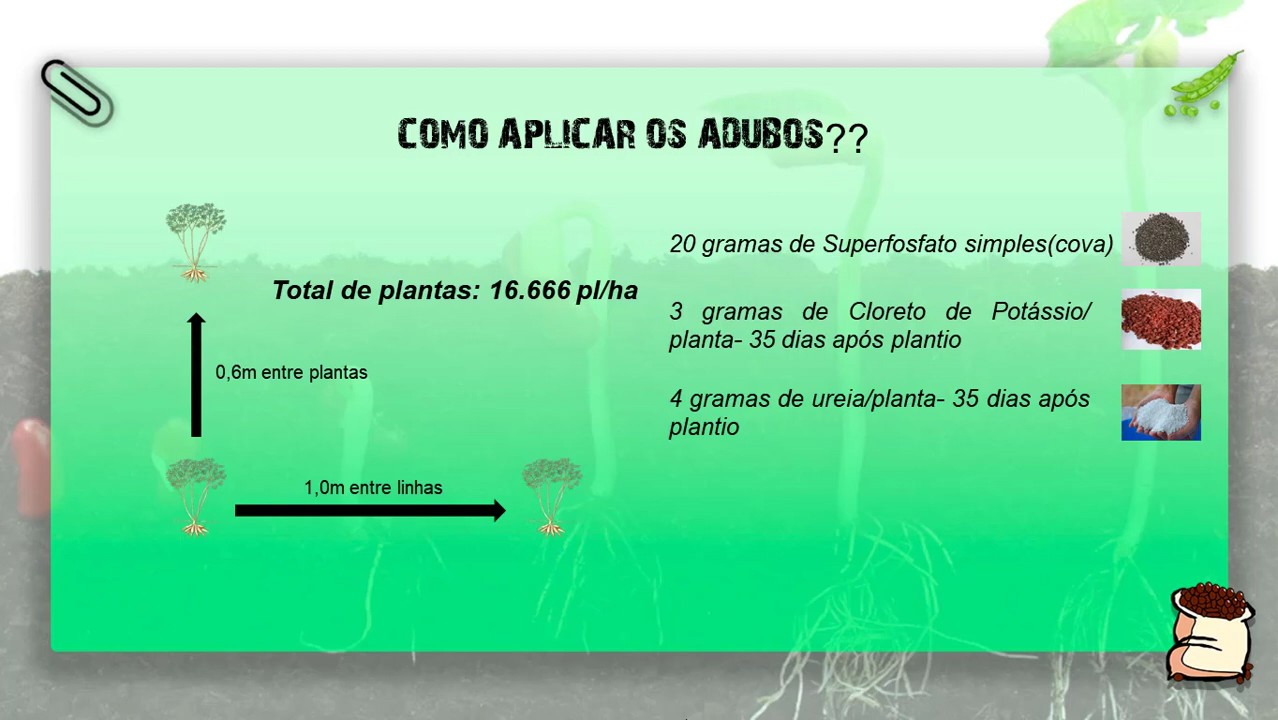 COMO APLICAR OS ADUBOS??
Total de plantas: 16.666 pl/ha
0,6m entre plantas
1,0m entre linhas
20 gramas de Superfosfato simples(cova)
3 gramas de Cloreto de Potássio/
planta- 35 dias após plantio
4 gramas de ureia/planta- 35 dias após
plantio